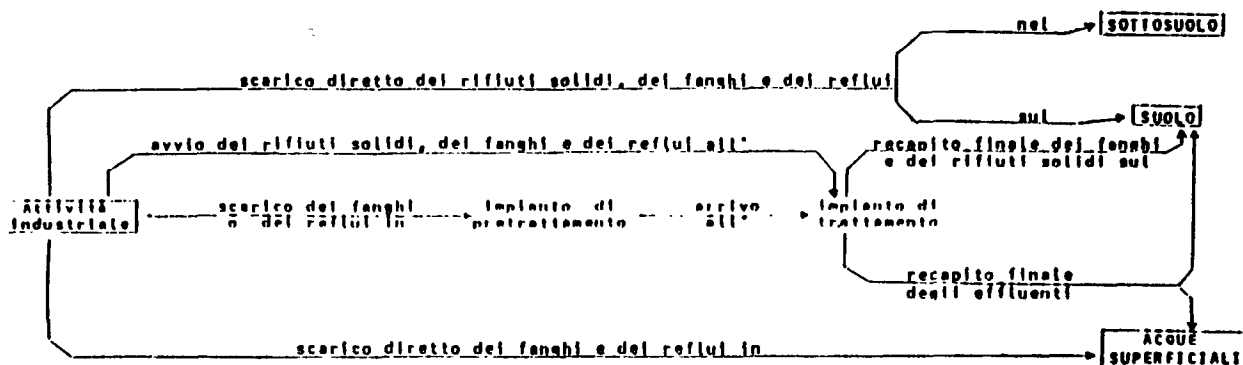 nel SOTTOSUOLO
scarico diretto dei rifiuti solidi, dei fanghi e dei reflui
sul SUOLO
avvio dei rifiuti solidi, dei fanghi e dei reflui all'
recapito finale dei fanghi
e dei rifiuti solidi sul
Attività
industriale
scarico dei fanghi
o dei reflui in
impianto di
pretrattamento
arrivo
all'
impianto di
trattamento
recapito finale
degli effluenti
scarico diretto dei fanghi e dei reflui in
ACQUE
SUPERFICIALI